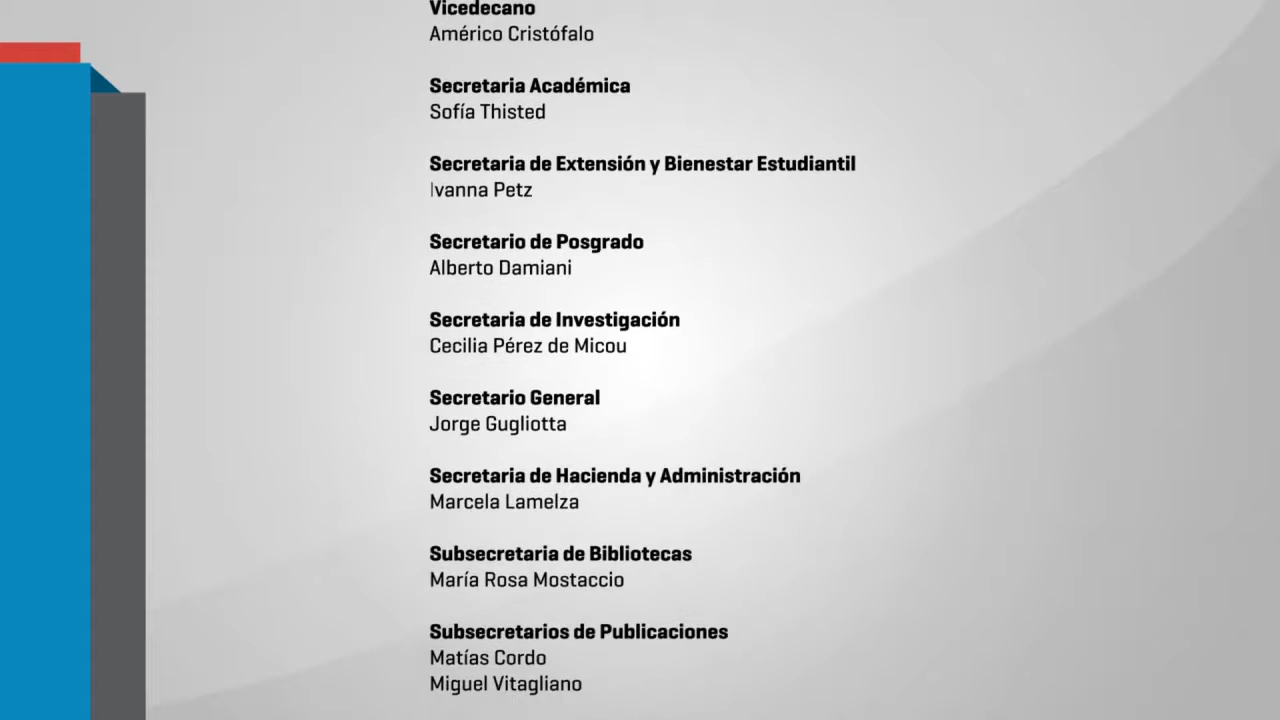 Vicedecano
Américo Cristófalo
Secretaria Académica
Sofía Thisted
Secretaria de Extensión y Bienestar Estudiantil
Ivanna Petz
Secretario de Posgrado
Alberto Damiani
Secretaria de Investigación
Cecilia Pérez de Micou
Secretario General
Jorge Gugliotta
Secretaria de Hacienda y Administración
Marcela Lamelza
Subsecretaria de Bibliotecas
María Rosa Mostaccio
Subsecretarios de Publicaciones
Matías Cordo
Miguel Vitagliano